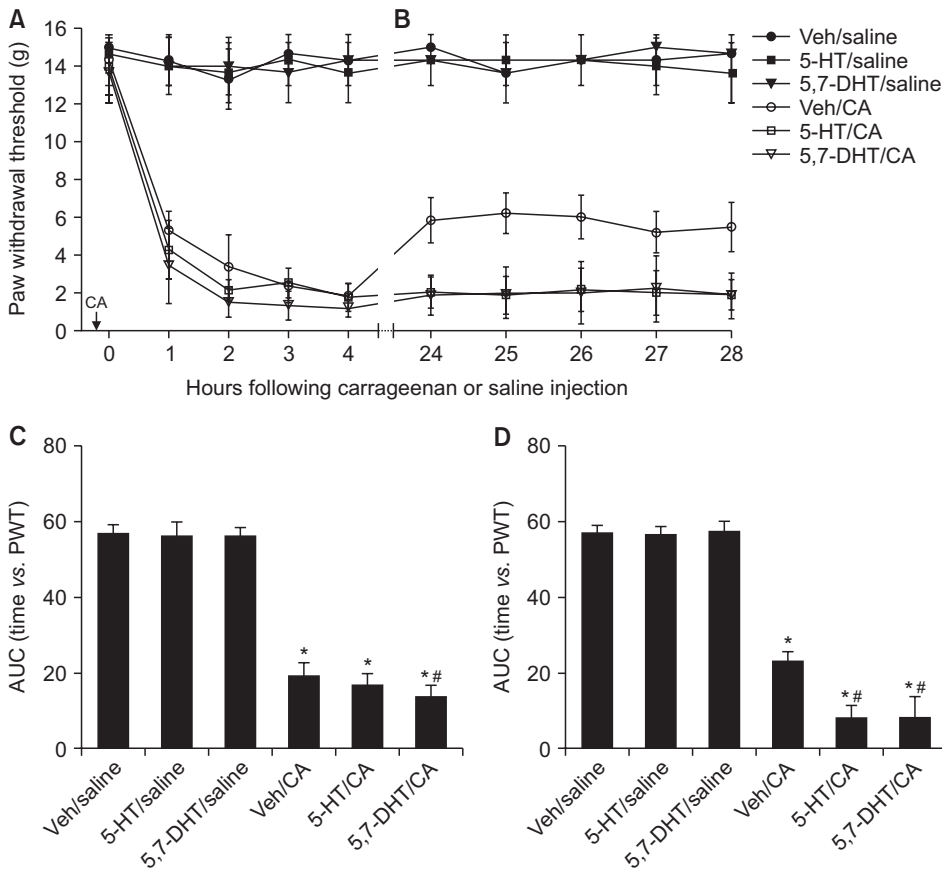 A
B
Paw withdrawal threshold (g)
16
14
12
10
8
6
4
2
0
CA
0 1 2 3 4 24 25 26 27 28
Hours following carrageenan or saline injection
Veh/saline
5-HT/saline
5,7-DHT/saline
Veh/CA
5-HT/CA
5,7-DHT/CA
C
AUC (time vs. PWT)
80
60
40
20
0
*
*
*#
Veh/saline
5-HT/saline
5,7-DHT/saline
Veh/CA
5-HT/CA
5,7-DHT/CA
D
AUC (time vs. PWT)
80
60
40
20
0
*
*#
*#
Veh/saline
5-HT/saline
5,7-DHT/saline
Veh/CA
5-HT/CA
5,7-DHT/CA